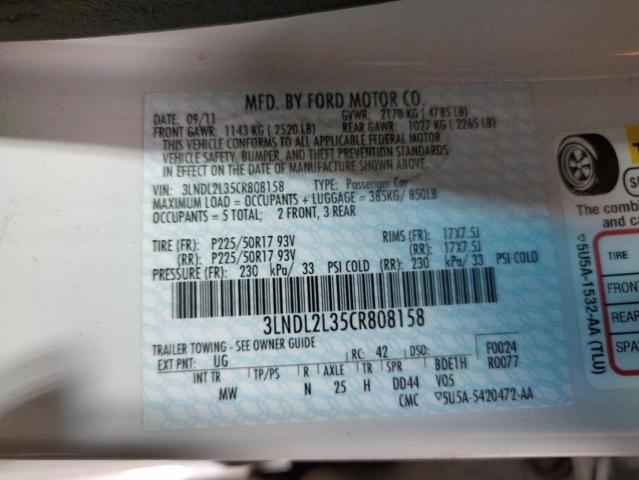 MFD. BY FORD MOTOR CO.
DATE: 09/11 GVWR: 2170 KG ( 4785 LB)
FRONT GAWR: 1143 KG ( 2520 LB) REAR GAWR: 1027 KG ( 2265 LB)
THIS VEHICLE CONFORMS TO ALL APPLICABLE FEDERAL MOTOR
VEHICLE SAFETY, BUMPER, AND THEFT PREVENTION STANDARDS
IN EFFECT ON THE DATE OF MANUFACTURE SHOWN ABOVE.
VIN: 3LNDL2L35CR808158 TYPE: Passenger Car
MAXIMUM LOAD = OCCUPANTS + LUGGAGE = 385KG/ 850LB
OCCUPANTS = 5 TOTAL; 2 FRONT, 3 REAR
TIRE (FR): P225/50R17 93V RIMS (FR): 17X7.5J
(RR): P225/50R17 93V (RR): 17X7.5J
PRESSURE (FR): 230 kPa/ 33 PSI COLD (RR): 230 kPa/ 33 PSI COLD
3LNDL2L35CR808158
TRAILER TOWING - SEE OWNER GUIDE
EXT PNT: UG RC: 42 DSO: F0024
BDE1H R0077
INT TR TP/PS R AXLE TR SPR
MW N 25 H DD44 V05
CMC ▽5U5A-5420472-AA
The combin
and ca
TIRE
FRONT
REAR
SPA
▽5U5A-1532-AA (TLU)